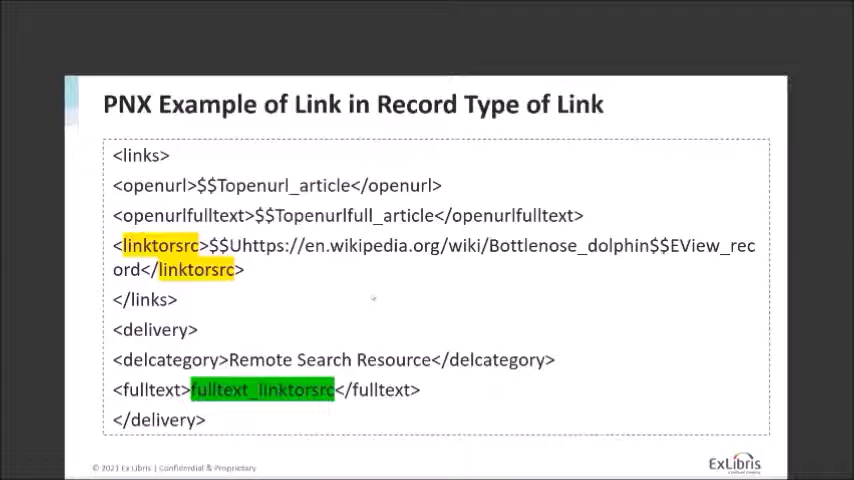 PNX Example of Link in Record Type of Link
<links>
<openurl>$$Topenurl_article</openurl>
<openurlfulltext>$$Topenurlfull_article</openurlfulltext>
<linktorsrc>$$Uhttps://en.wikipedia.org/wiki/Bottlenose_dolphin$$EView_rec
ord</linktorsrc>
</links>
<delivery>
<delcategory>Remote Search Resource</delcategory>
<fulltext>fulltext_linktorsrc</fulltext>
</delivery>
© 2021 Ex Libris | Confidential & Proprietary
ExLibris